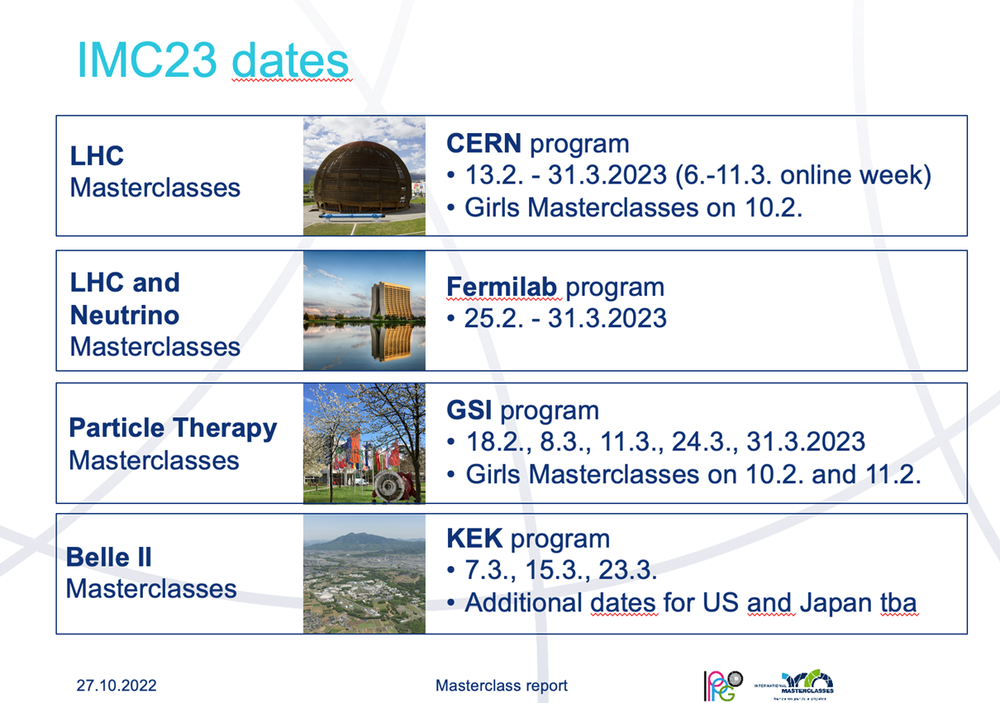 IMC23 dates
LHC
Masterclasses
CERN program
• 13.2. - 31.3.2023 (6.-11.3. online week)
• Girls Masterclasses on 10.2.
LHC and
Neutrino
Masterclasses
Fermilab program
• 25.2. - 31.3.2023
Particle Therapy
Masterclasses
GSI program
• 18.2., 8.3., 11.3., 24.3., 31.3.2023
• Girls Masterclasses on 10.2. and 11.2.
Belle II
Masterclasses
KEK program
• 7.3., 15.3., 23.3.
• Additional dates for US and Japan tba
27.10.2022
Masterclass report
IPPOG
INTERNATIONAL
MASTERCLASSES